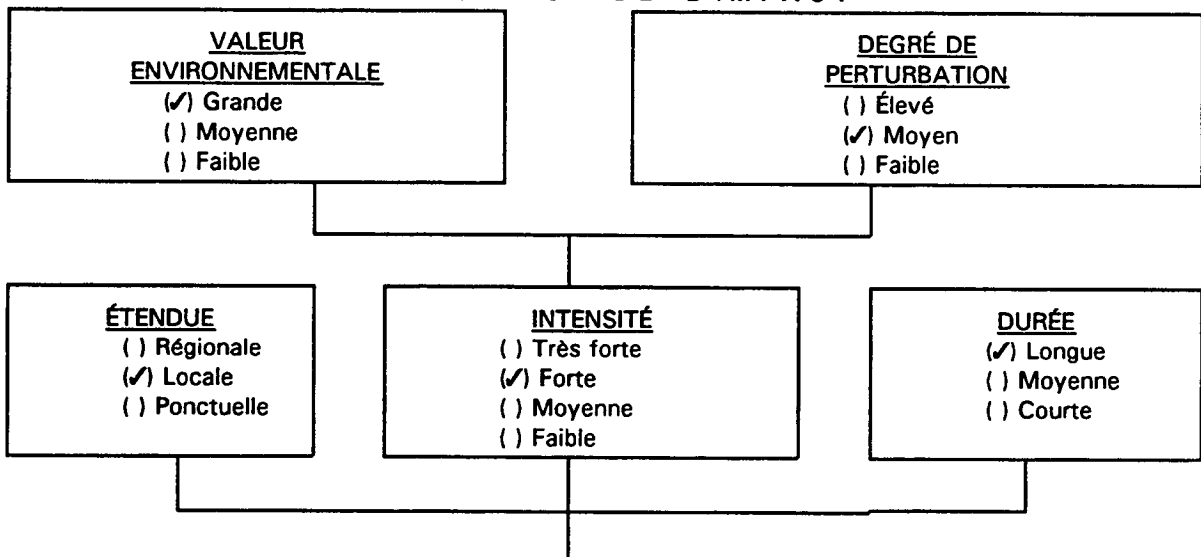 VALEUR
ENVIRONNEMENTALE
(✓) Grande
( ) Moyenne
( ) Faible
DEGRÉ DE
PERTURBATION
( ) Élevé
(✓) Moyen
( ) Faible
ÉTENDUE
( ) Régionale
(✓) Locale
( ) Ponctuelle
INTENSITÉ
( ) Très forte
(✓) Forte
( ) Moyenne
( ) Faible
DURÉE
(✓) Longue
( ) Moyenne
( ) Courte